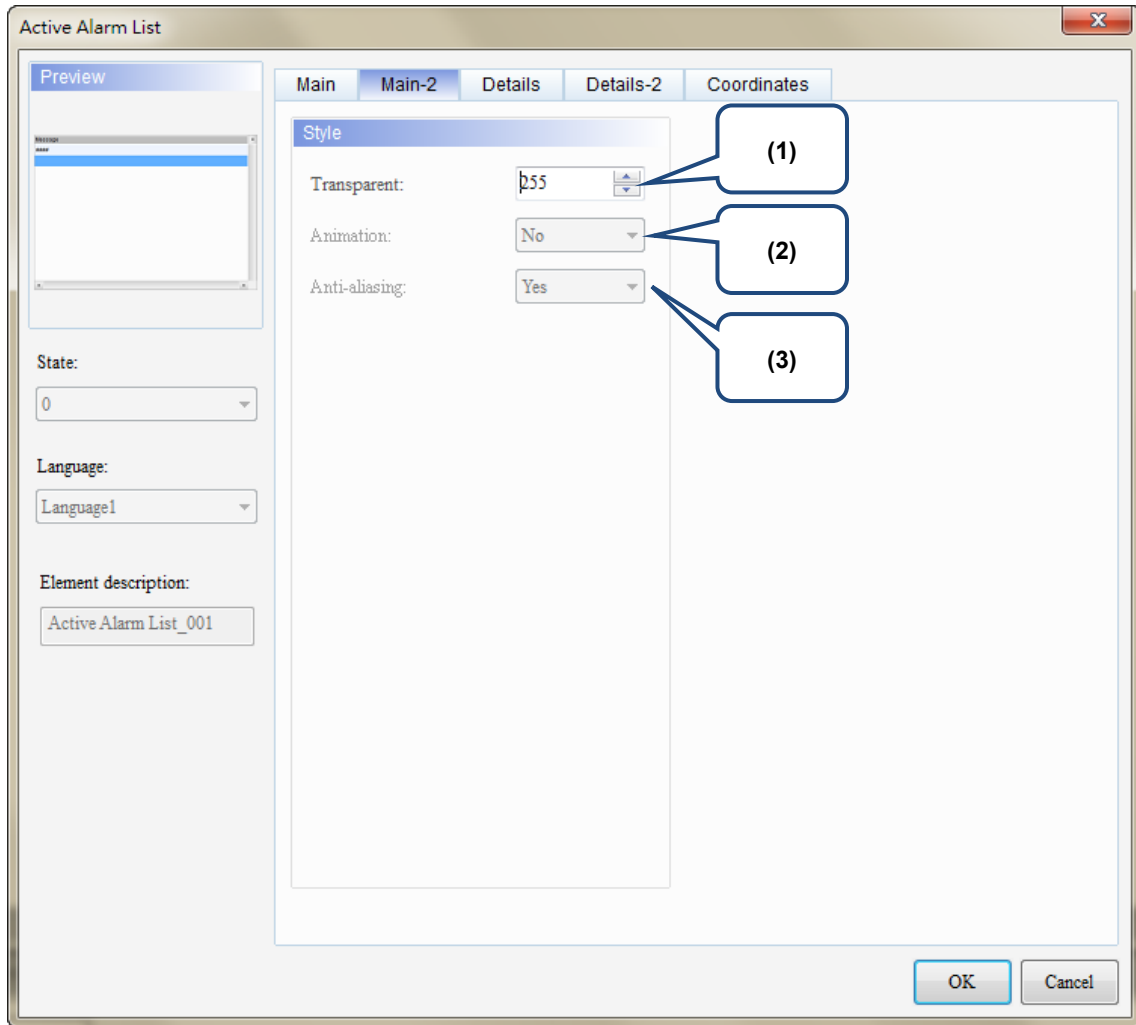 Active Alarm List
Preview
Message
State:
0
Language:
Language1
Element description:
Active Alarm List_001
Main Main-2 Details Details-2 Coordinates
Style
Transparent: 255
Animation: No
Anti-aliasing: Yes
(1)
(2)
(3)
OK Cancel